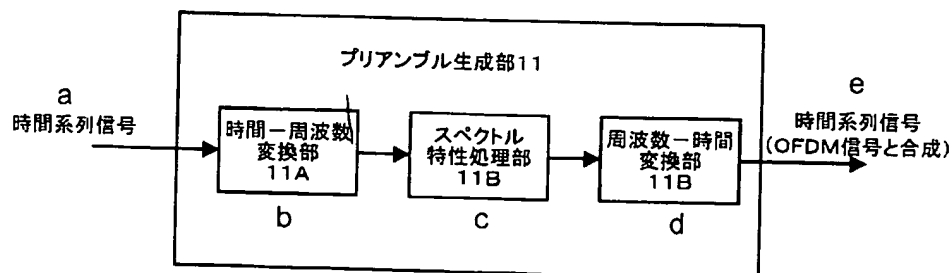 プリアンブル生成部11
a
時間系列信号
時間－周波数
変換部
11A
b
スペクトル
特性処理部
11B
c
周波数－時間
変換部
11B
d
e
時間系列信号
(OFDM信号と合成)